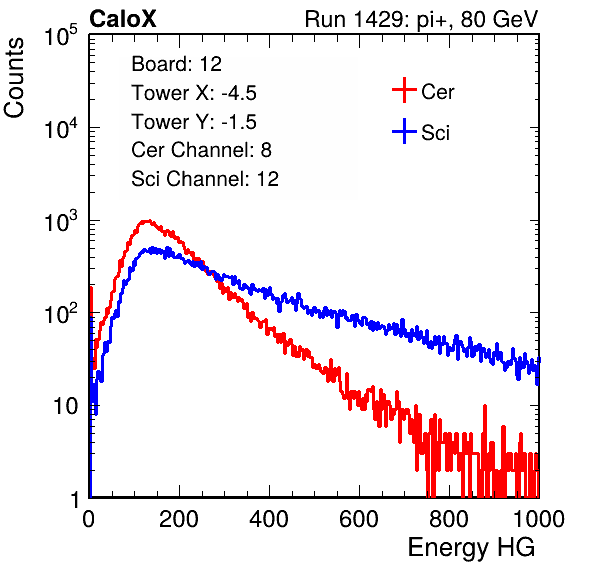 CaloX Run 1429: pi+, 80 GeV
Counts
Board: 12
Tower X: -4.5
Tower Y: -1.5
Cer Channel: 8
Sci Channel: 12
Cer
Sci
10^5
10^4
10^3
10^2
10
1
0 200 400 600 800 1000
Energy HG